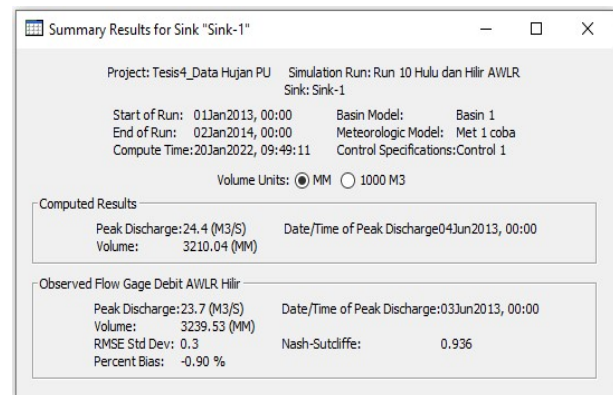 Summary Results for Sink "Sink-1"
Project: Tesis4_Data Hujan PU Simulation Run: Run 10 Hulu dan Hilir AWLR
Sink: Sink-1
Start of Run: 01Jan2013, 00:00 Basin Model: Basin 1
End of Run: 02Jan2014, 00:00 Meteorologic Model: Met 1 coba
Compute Time:20Jan2022, 09:49:11 Control Specifications:Control 1
Volume Units: MM 1000 M3
Computed Results
Peak Discharge:24.4 (M3/S) Date/Time of Peak Discharge04Jun2013, 00:00
Volume: 3210.04 (MM)
Observed Flow Gage Debit AWLR Hilir
Peak Discharge:23.7 (M3/S) Date/Time of Peak Discharge:03Jun2013, 00:00
Volume: 3239.53 (MM)
RMSE Std Dev: 0.3 Nash-Sutcliffe: 0.936
Percent Bias: -0.90 %